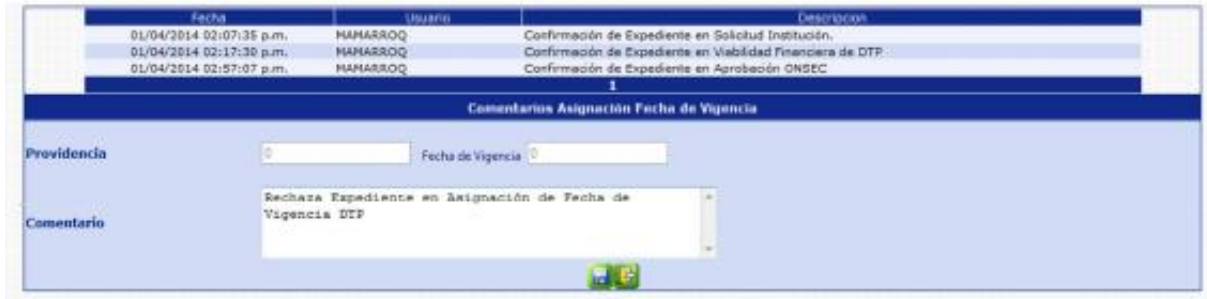 Fecha Usuario Descripcion
01/04/2014 02:07:35 p.m. MAMARROQ Confirmación de Expediente en Solicitud Institución.
01/04/2014 02:17:30 p.m. MAMARROQ Confirmación de Expediente en Viabilidad Financiera de DTP
01/04/2014 02:57:07 p.m. MAMARROQ Confirmación de Expediente en Aprobación ONSEC
1
Comentarios Asignación Fecha de Vigencia
Providencia 0 Fecha de Vigencia 0
Rechaza Expediente en Asignación de Fecha de
Vigencia DTP
Comentario